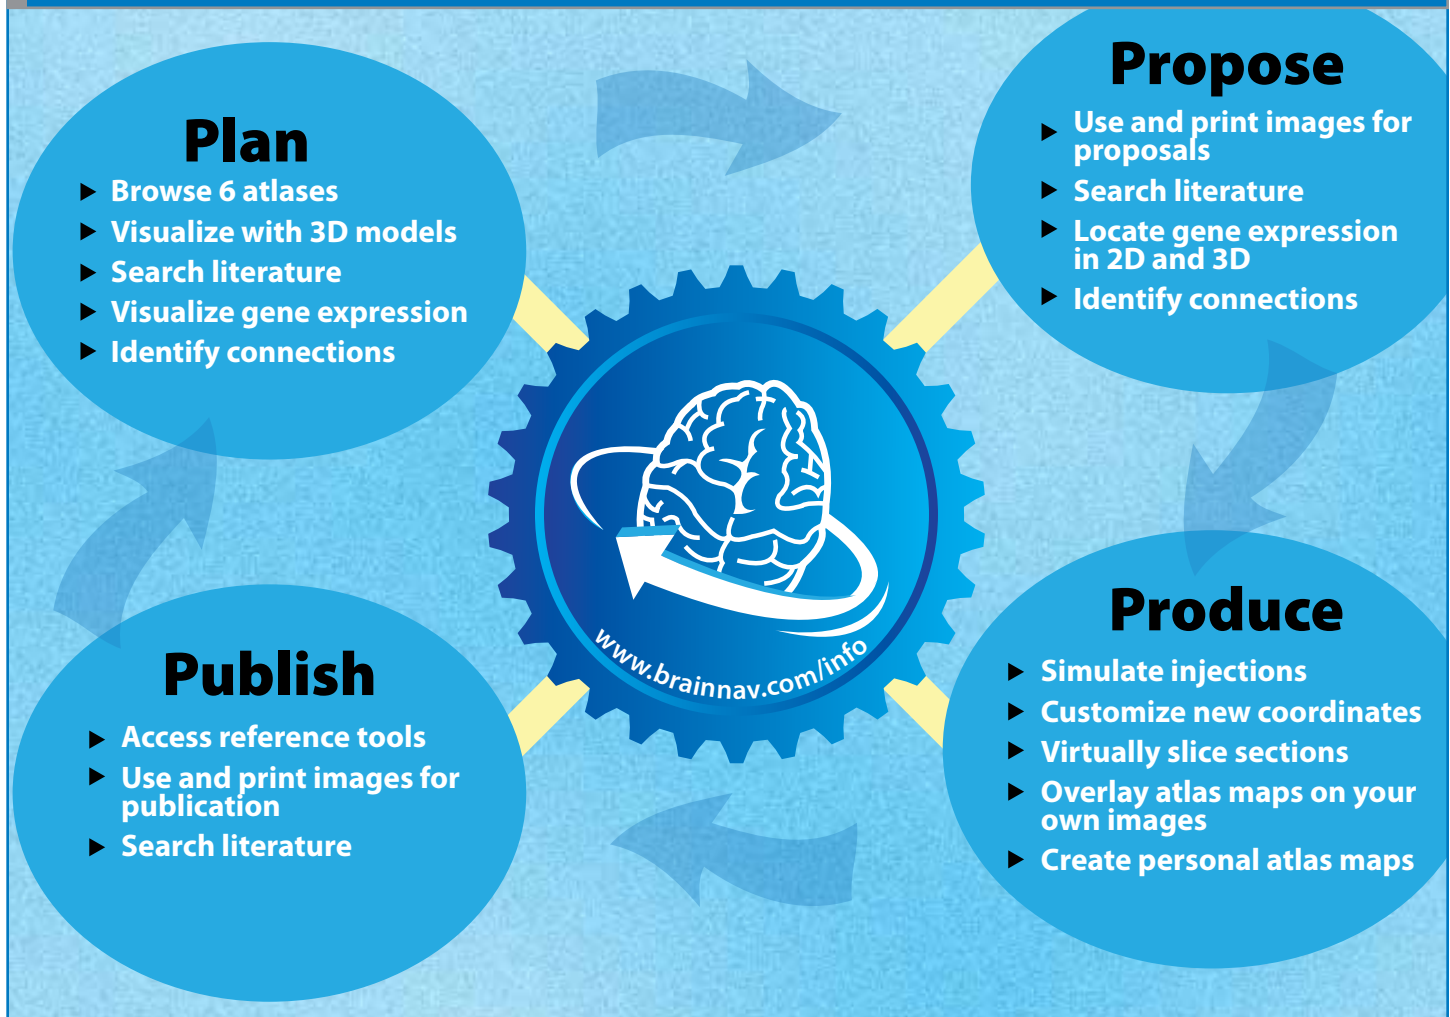 Plan
Browse 6 atlases
Visualize with 3D models
Search literature
Visualize gene expression
Identify connections
Propose
Use and print images for
proposals
Search literature
Locate gene expression
in 2D and 3D
Identify connections
www.brainnav.com/info
Publish
Access reference tools
Use and print images for
publication
Search literature
Produce
Simulate injections
Customize new coordinates
Virtually slice sections
Overlay atlas maps on your
own images
Create personal atlas maps